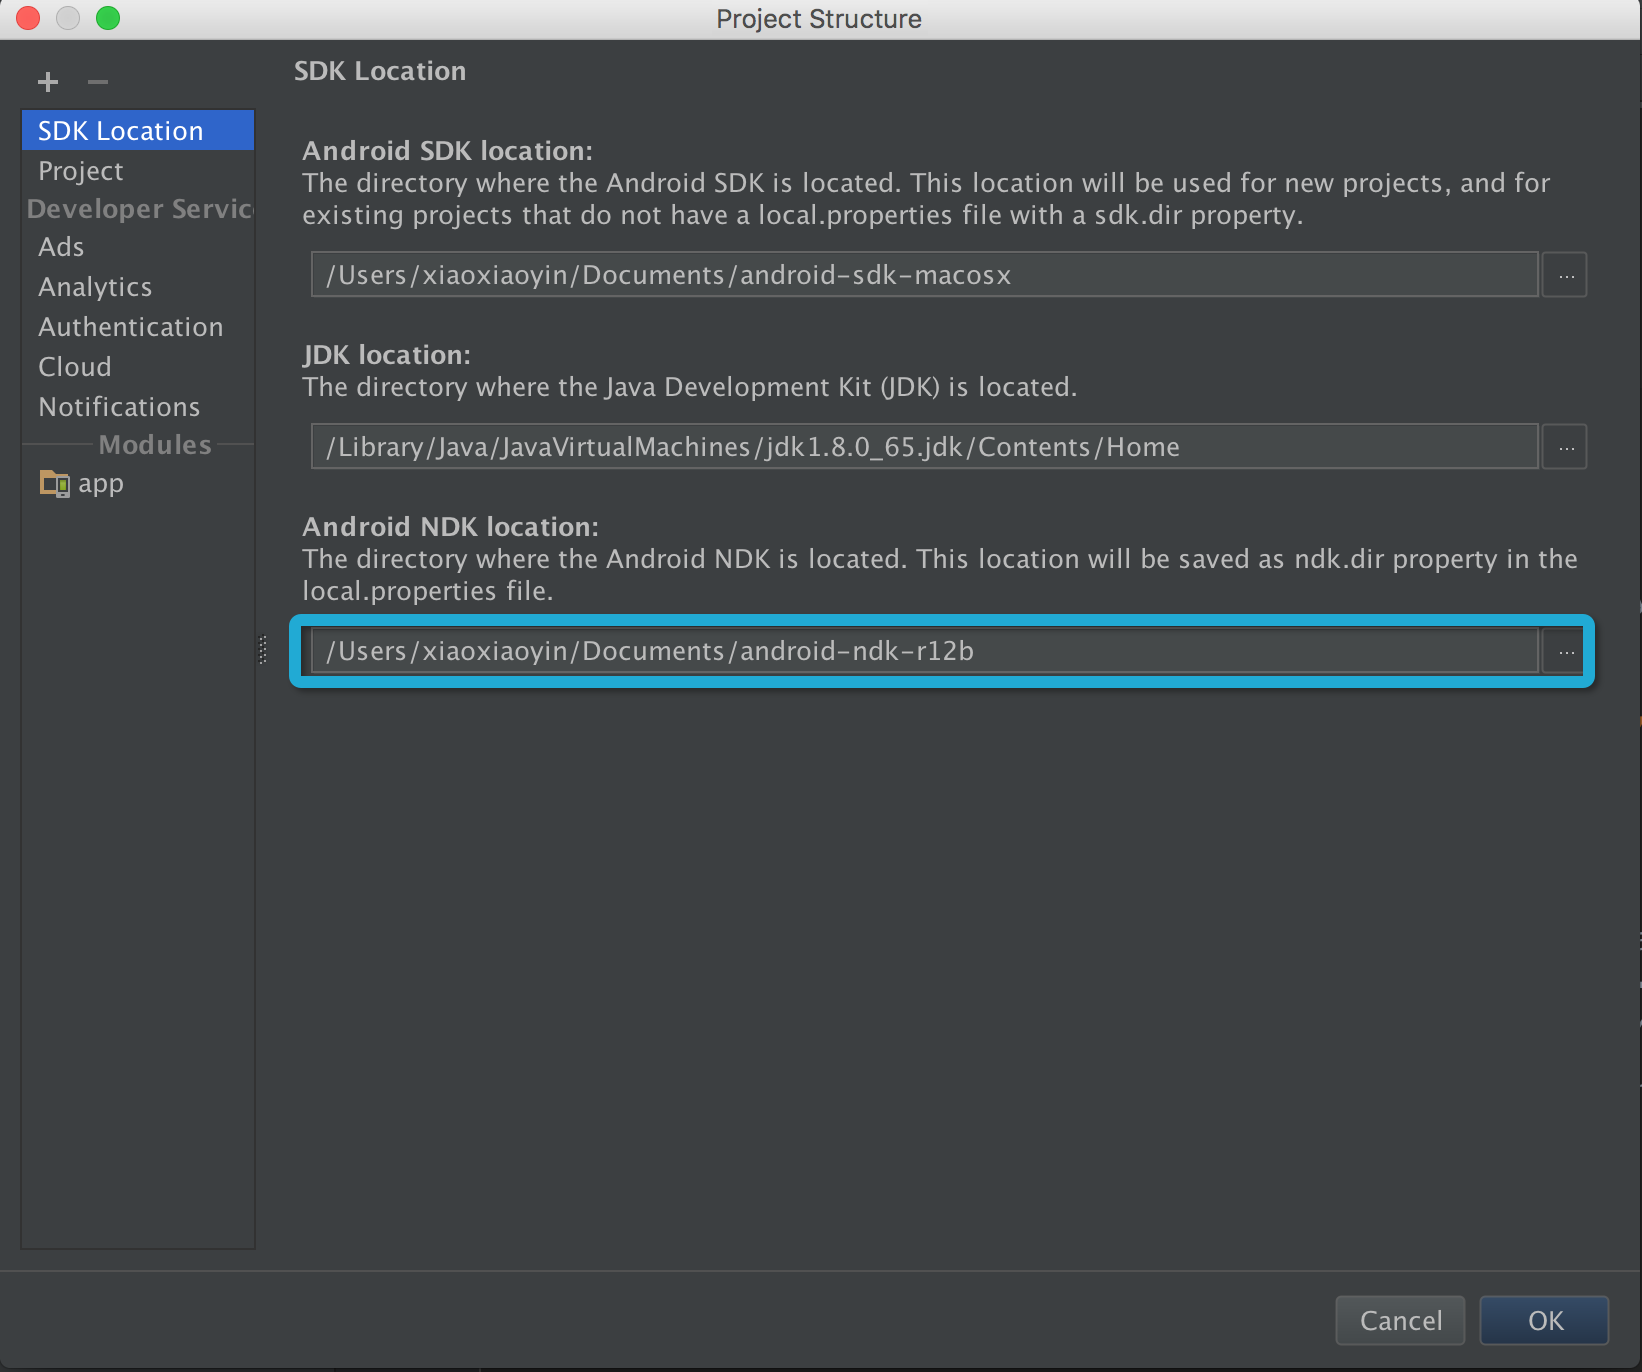 Project Structure
SDK Location
SDK Location
Project
Developer Servic
Ads
Analytics
Authentication
Cloud
Notifications
Modules
app
Android SDK location:
The directory where the Android SDK is located. This location will be used for new projects, and for
existing projects that do not have a local.properties file with a sdk.dir property.
/Users/xiaoxiaoyin/Documents/android-sdk-macosx
...
JDK location:
The directory where the Java Development Kit (JDK) is located.
/Library/Java/JavaVirtualMachines/jdk1.8.0_65.jdk/Contents/Home
...
Android NDK location:
The directory where the Android NDK is located. This location will be saved as ndk.dir property in the
local.properties file.
/Users/xiaoxiaoyin/Documents/android-ndk-r12b
...
Cancel
OK